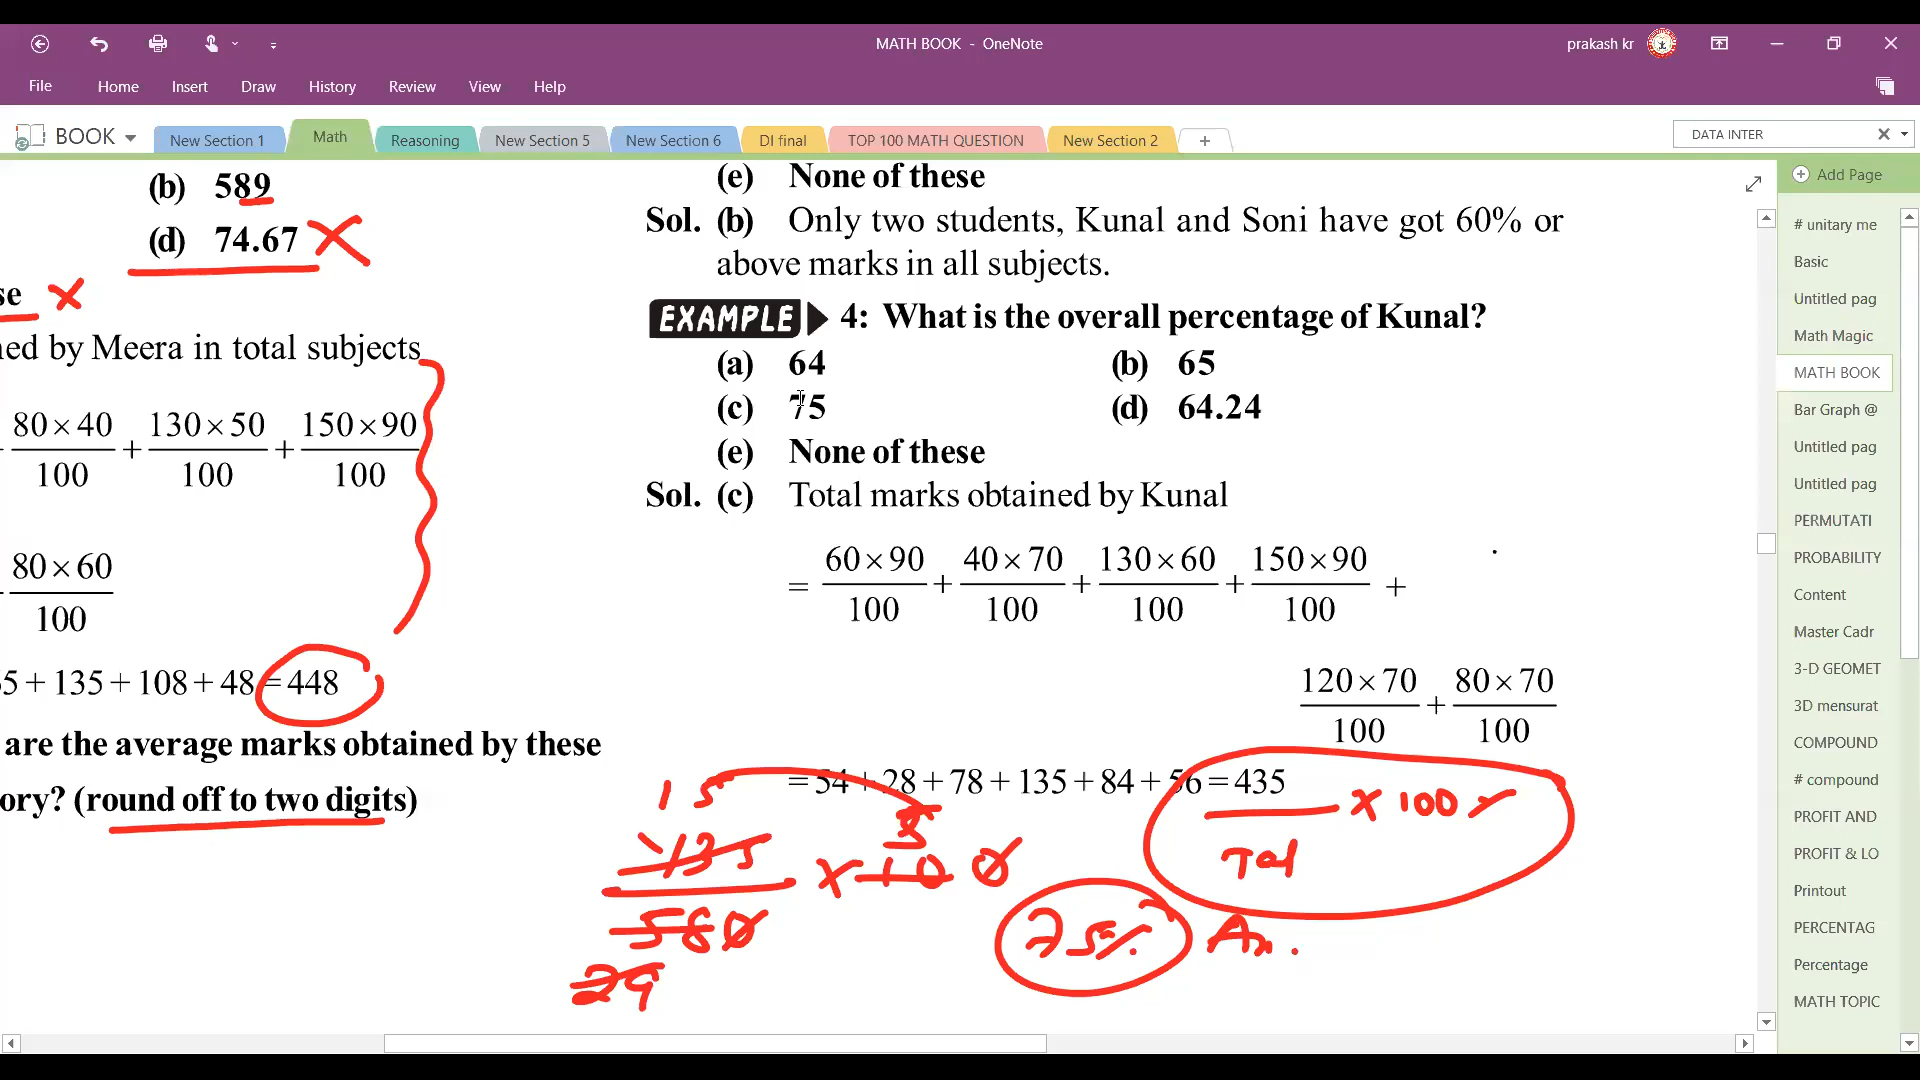 MATH BOOK - OneNote
prakash kr
File Home Insert Draw History Review View Help
BOOK
New Section 1 Math Reasoning New Section 5 New Section 6 DI final TOP 100 MATH QUESTION New Section 2 +
DATA INTER
(b) 589
(d) 74.67
se
ned by Meera in total subjects
80×40/100 + 130×50/100 + 150×90/100
80×60/100
5 + 135 + 108 + 48 = 448
are the average marks obtained by these
ory? (round off to two digits)
(e) None of these
Sol. (b) Only two students, Kunal and Soni have got 60% or
above marks in all subjects.
EXAMPLE 4: What is the overall percentage of Kunal?
(a) 64 (b) 65
(c) 75 (d) 64.24
(e) None of these
Sol. (c) Total marks obtained by Kunal
= 60×90/100 + 40×70/100 + 130×60/100 + 150×90/100 +
120×70/100 + 80×70/100
= 54 + 28 + 78 + 135 + 84 + 56 = 435
× 100
15
435
× 100
580
29
75%
An.
Add Page
# unitary me
Basic
Untitled pag
Math Magic
MATH BOOK
Bar Graph @
Untitled pag
Untitled pag
PERMUTATI
PROBABILITY
Content
Master Cadr
3-D GEOMET
3D mensurat
COMPOUND
# compound
PROFIT AND
PROFIT & LO
Printout
PERCENTAG
Percentage
MATH TOPIC